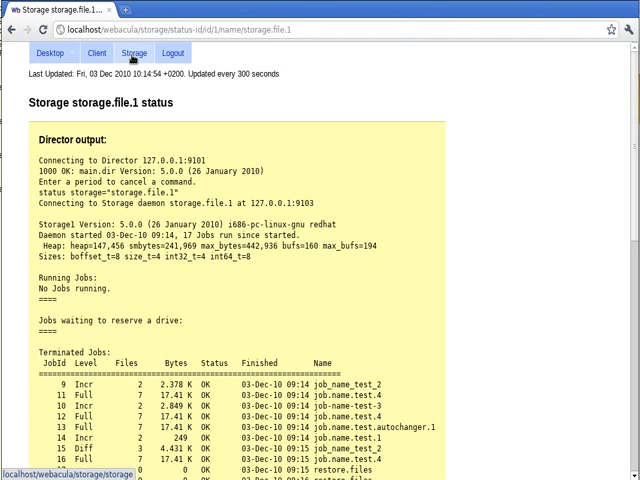 Wb Storage storage.file.1...
localhost/webacula/storage/status-id/id/1/name/storage.file.1
Desktop Client Storage Logout
Last Updated: Fri, 03 Dec 2010 10:14:54 +0200. Updated every 300 seconds
Storage storage.file.1 status
Director output:
Connecting to Director 127.0.0.1:9101
1000 OK: main.dir Version: 5.0.0 (26 January 2010)
Enter a period to cancel a command.
status storage="storage.file.1"
Connecting to Storage daemon storage.file.1 at 127.0.0.1:9103
Storage1 Version: 5.0.0 (26 January 2010) i686-pc-linux-gnu redhat
Daemon started 03-Dec-10 09:14, 17 Jobs run since started.
Heap: heap=147,456 smbytes=241,969 max_bytes=442,936 bufs=160 max_bufs=194
Sizes: boffset_t=8 size_t=4 int32_t=4 int64_t=8
Running Jobs:
No Jobs running.
====
Jobs waiting to reserve a drive:
====
Terminated Jobs:
JobId Level Files Bytes Status Finished Name
===================================================================
9 Incr 2 2.378 K OK 03-Dec-10 09:14 job_name_test_2
11 Full 7 17.41 K OK 03-Dec-10 09:14 job.name.test.4
10 Incr 2 2.849 K OK 03-Dec-10 09:14 job-name-test-3
12 Full 7 17.41 K OK 03-Dec-10 09:14 job.name.test.4
13 Full 7 17.41 K OK 03-Dec-10 09:14 job.name.test.autochanger.1
14 Incr 2 249 OK 03-Dec-10 09:14 job.name.test.1
15 Diff 3 4.431 K OK 03-Dec-10 09:15 job_name_test_2
16 Full 7 17.41 K OK 03-Dec-10 09:15 job.name.test.4
0 0 OK 03-Dec-10 09:15 restore.files
localhost/webacula/storage/storage